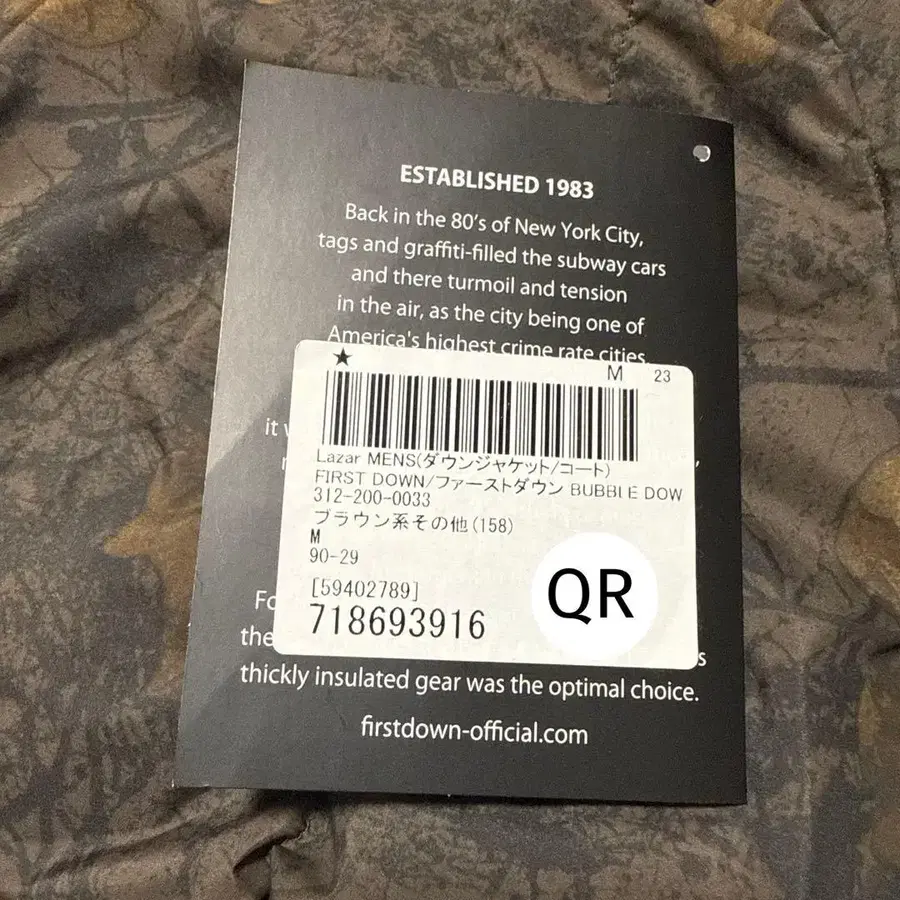 ESTABLISHED 1983
Back in the 80's of New York City,
tags and graffiti-filled the subway cars
and there turmoil and tension
in the air, as the city being one of
America's highest crime rate cities.
★ M 23
it
Lazar MENS(ダウンジャケット/コート)
FIRST DOWN/ファーストダウン BUBBLE DOW
312-200-0033
ブラウン系その他(158)
M
90-29
[59402789]
718693916
QR
the
thickly insulated gear was the optimal choice.
firstdown-official.com